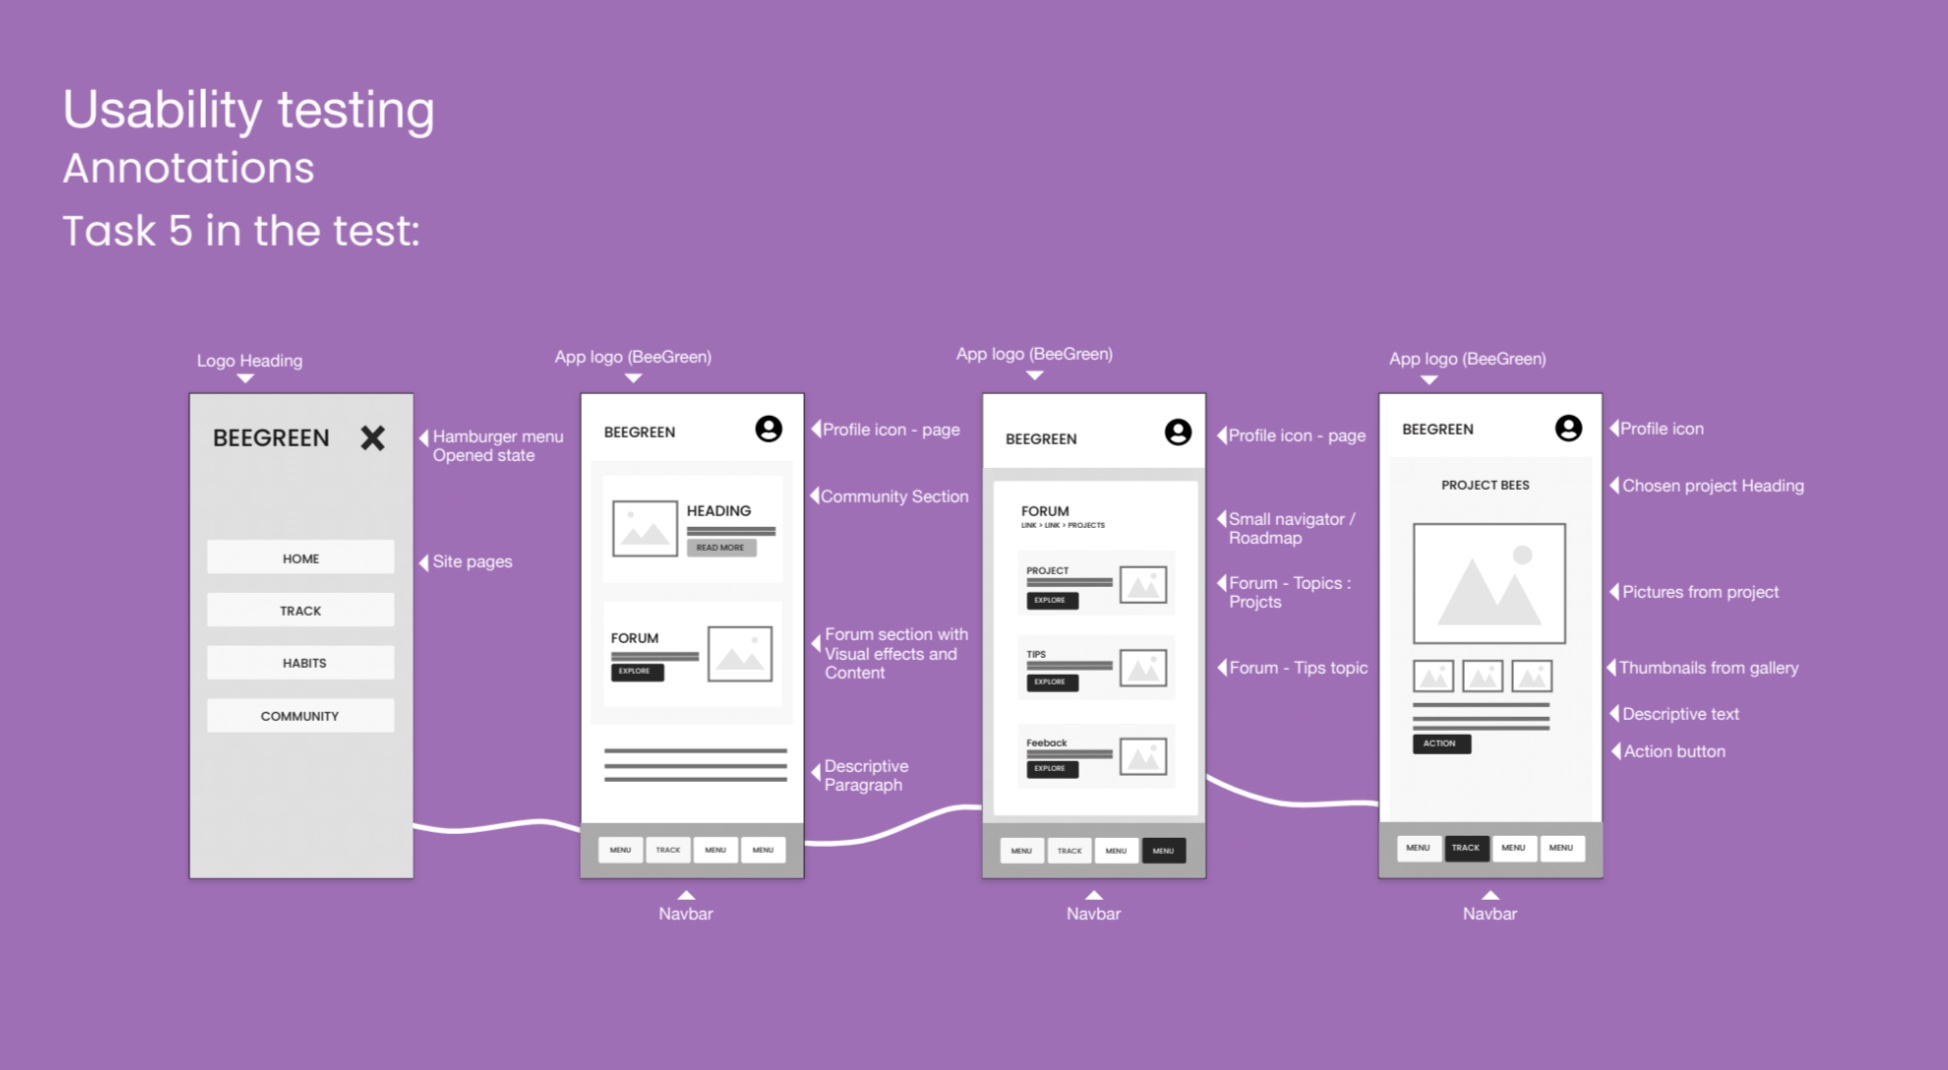 Usability testing
Annotations
Task 5 in the test:
Logo Heading
BEEGREEN
Hamburger menu
Opened state
HOME
Site pages
TRACK
HABITS
COMMUNITY
App logo (BeeGreen)
BEEGREEN
Profile icon - page
Community Section
HEADING
READ MORE
FORUM
EXPLORE
Forum section with
Visual effects and
Content
Descriptive
Paragraph
MENU
TRACK
MENU
MENU
Navbar
App logo (BeeGreen)
BEEGREEN
Profile icon - page
FORUM
LINK > LINK > PROJECTS
Small navigator /
Roadmap
PROJECT
EXPLORE
Forum - Topics :
Projcts
TIPS
EXPLORE
Forum - Tips topic
Feeback
EXPLORE
MENU
TRACK
MENU
MENU
Navbar
App logo (BeeGreen)
BEEGREEN
Profile icon
PROJECT BEES
Chosen project Heading
Pictures from project
Thumbnails from gallery
Descriptive text
ACTION
Action button
MENU
TRACK
MENU
MENU
Navbar